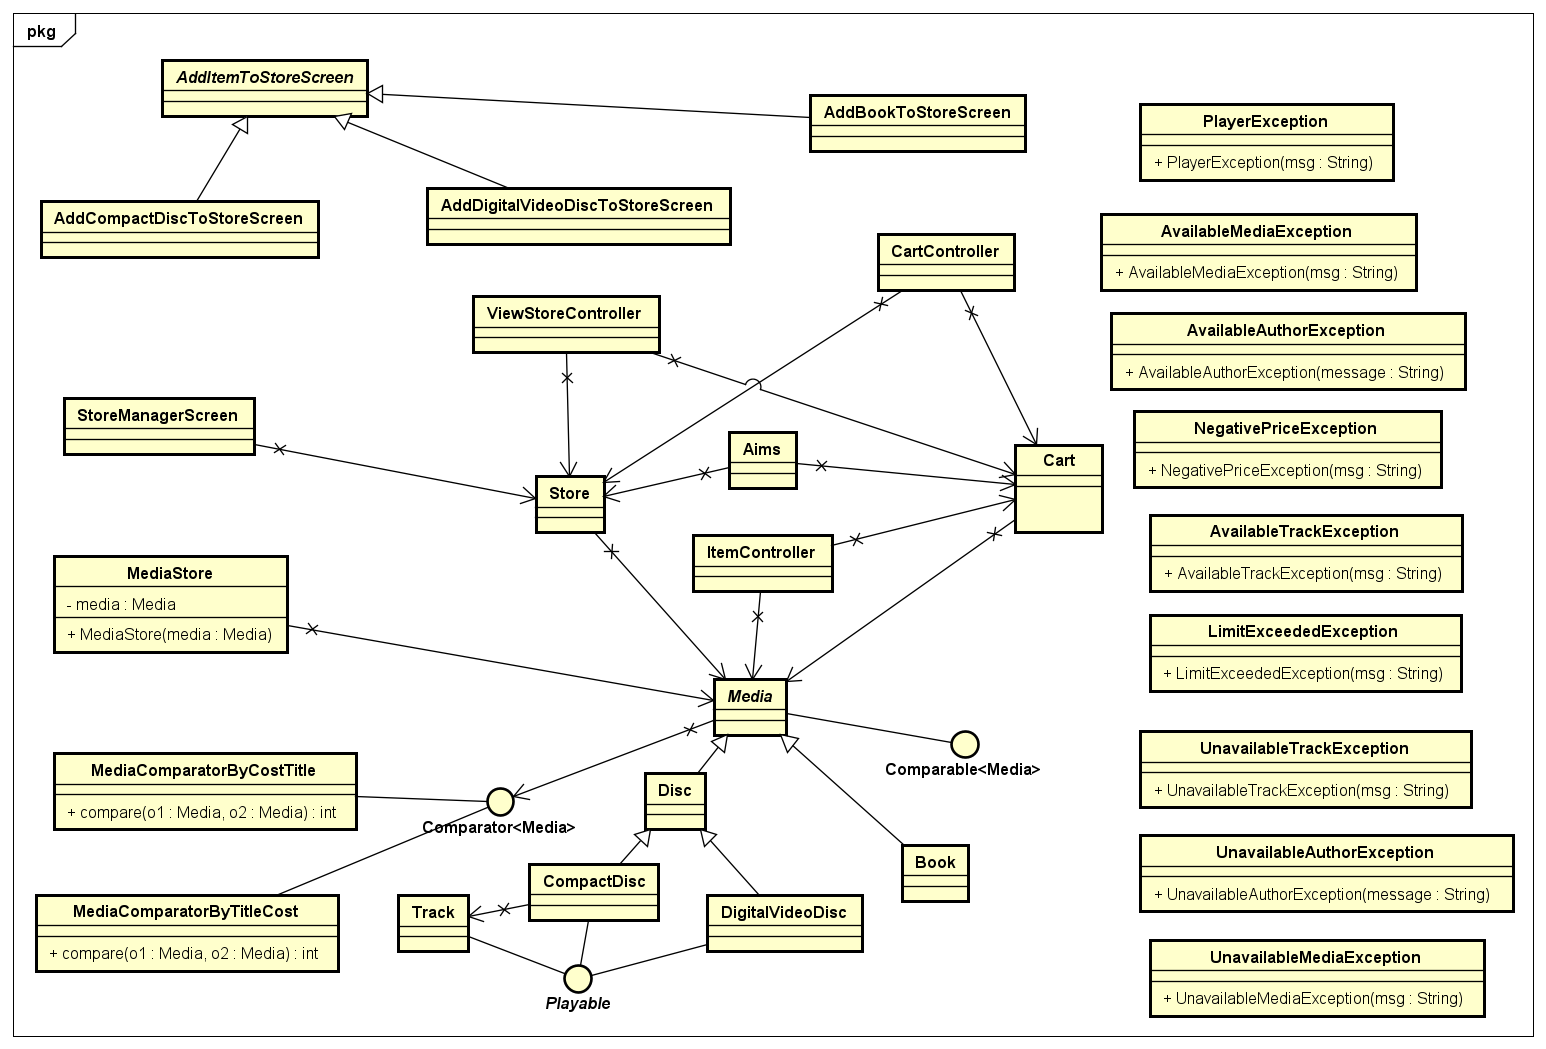 pkg
AddItemToStoreScreen
AddBookToStoreScreen
PlayerException
+ PlayerException(msg : String)
AddCompactDiscToStoreScreen
AddDigitalVideoDiscToStoreScreen
AvailableMediaException
+ AvailableMediaException(msg : String)
CartController
ViewStoreController
AvailableAuthorException
+ AvailableAuthorException(message : String)
StoreManagerScreen
Aims
Cart
NegativePriceException
+ NegativePriceException(msg : String)
Store
ItemController
AvailableTrackException
+ AvailableTrackException(msg : String)
MediaStore
- media : Media
+ MediaStore(media : Media)
LimitExceededException
+ LimitExceededException(msg : String)
Media
Comparable<Media>
UnavailableTrackException
+ UnavailableTrackException(msg : String)
MediaComparatorByCostTitle
+ compare(o1 : Media, o2 : Media) : int
Comparator<Media>
Disc
Book
UnavailableAuthorException
+ UnavailableAuthorException(message : String)
CompactDisc
MediaComparatorByTitleCost
+ compare(o1 : Media, o2 : Media) : int
Track
DigitalVideoDisc
Playable
UnavailableMediaException
+ UnavailableMediaException(msg : String)